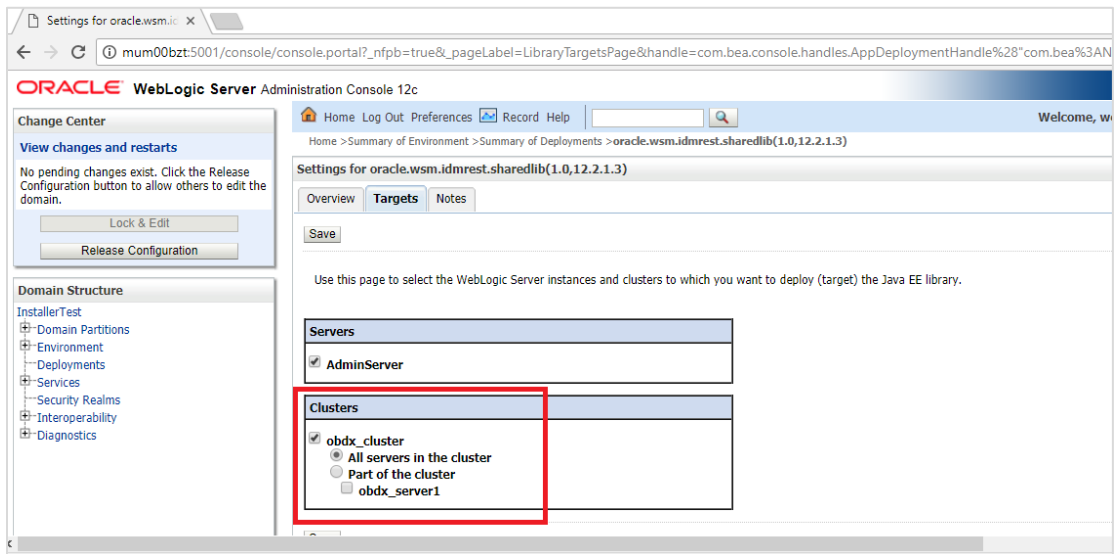 Settings for oracle.wsm.ic
mum00bzt:5001/console/console.portal?_nfpb=true&_pageLabel=LibraryTargetsPage&handle=com.bea.console.handles.AppDeploymentHandle%28"com.bea%3AN
ORACLE WebLogic Server Administration Console 12c
Change Center
View changes and restarts
No pending changes exist. Click the Release
Configuration button to allow others to edit the
domain.
Lock & Edit
Release Configuration
Domain Structure
InstallerTest
Domain Partitions
Environment
Deployments
Services
Security Realms
Interoperability
Diagnostics
Home Log Out Preferences Record Help
Welcome, w
Home >Summary of Environment >Summary of Deployments >oracle.wsm.idmrest.sharedlib(1.0,12.2.1.3)
Settings for oracle.wsm.idmrest.sharedlib(1.0,12.2.1.3)
Overview Targets Notes
Save
Use this page to select the WebLogic Server instances and clusters to which you want to deploy (target) the Java EE library.
Servers
AdminServer
Clusters
obdx_cluster
All servers in the cluster
Part of the cluster
obdx_server1